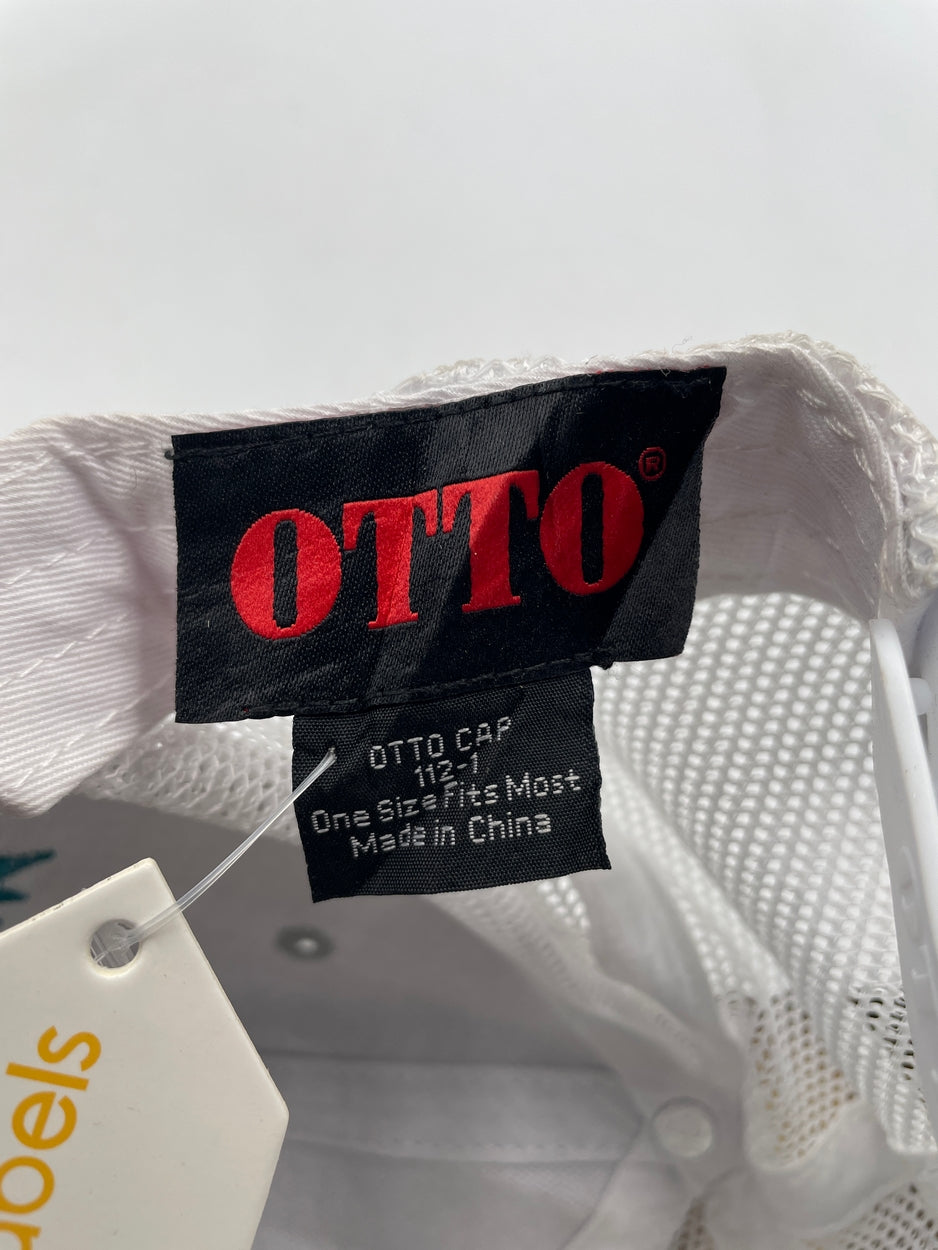 OTTO®
OTTO CAP
112-1
One Size Fits Most
Made in China